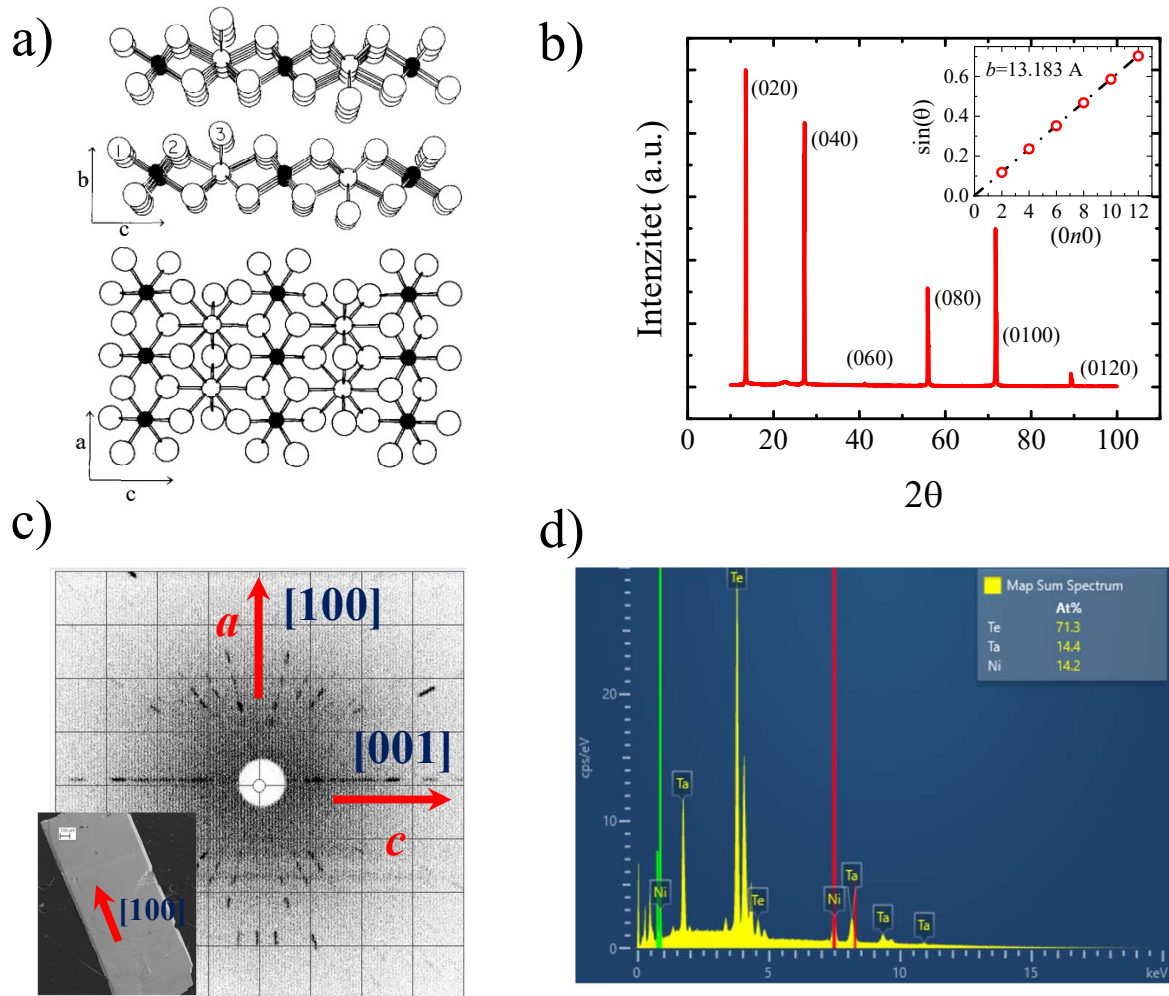 a)
1 2 3
b
c
a
c
b)
Intenzitet (a.u.)
(020)
(040)
(060)
(080)
(0100)
(0120)
0 20 40 60 80 100
2θ
b=13.183 A
sin(θ)
0.6
0.4
0.2
0.0
0 2 4 6 8 10 12
(0n0)
c)
a
[100]
[001]
c
100 µm
[100]
d)
Te
Map Sum Spectrum
At%
Te 71.3
Ta 14.4
Ni 14.2
20
cps/eV
Ta
10
Ni
Te
Ni
Ta
Ta
Ta
0
0 5 10 15 keV